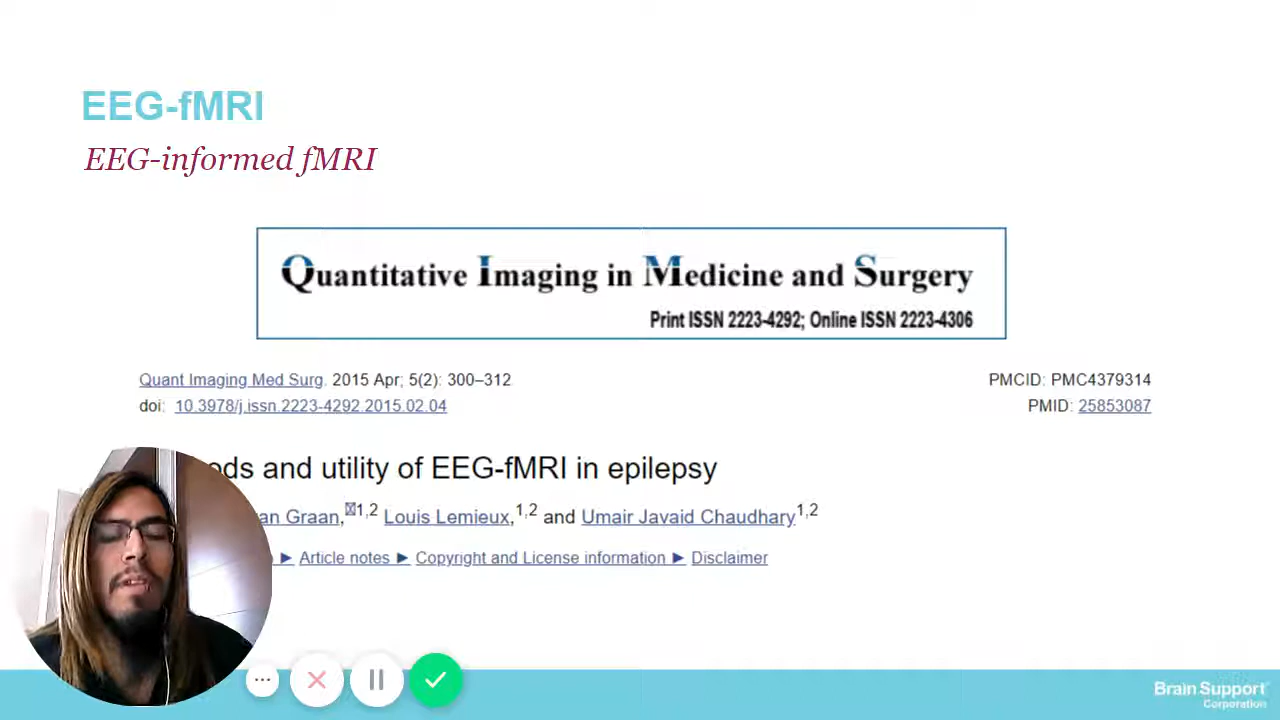 EEG-fMRI
EEG-informed fMRI
Quantitative Imaging in Medicine and Surgery
Print ISSN 2223-4292; Online ISSN 2223-4306
Quant Imaging Med Surg. 2015 Apr; 5(2): 300–312
PMCID: PMC4379314
doi: 10.3978/j.issn.2223-4292.2015.02.04
PMID: 25853087
ods and utility of EEG-fMRI in epilepsy
an Graan,1,2 Louis Lemieux,1,2 and Umair Javaid Chaudhary1,2
► Article notes ► Copyright and License information ► Disclaimer
Brain Support
Corporation